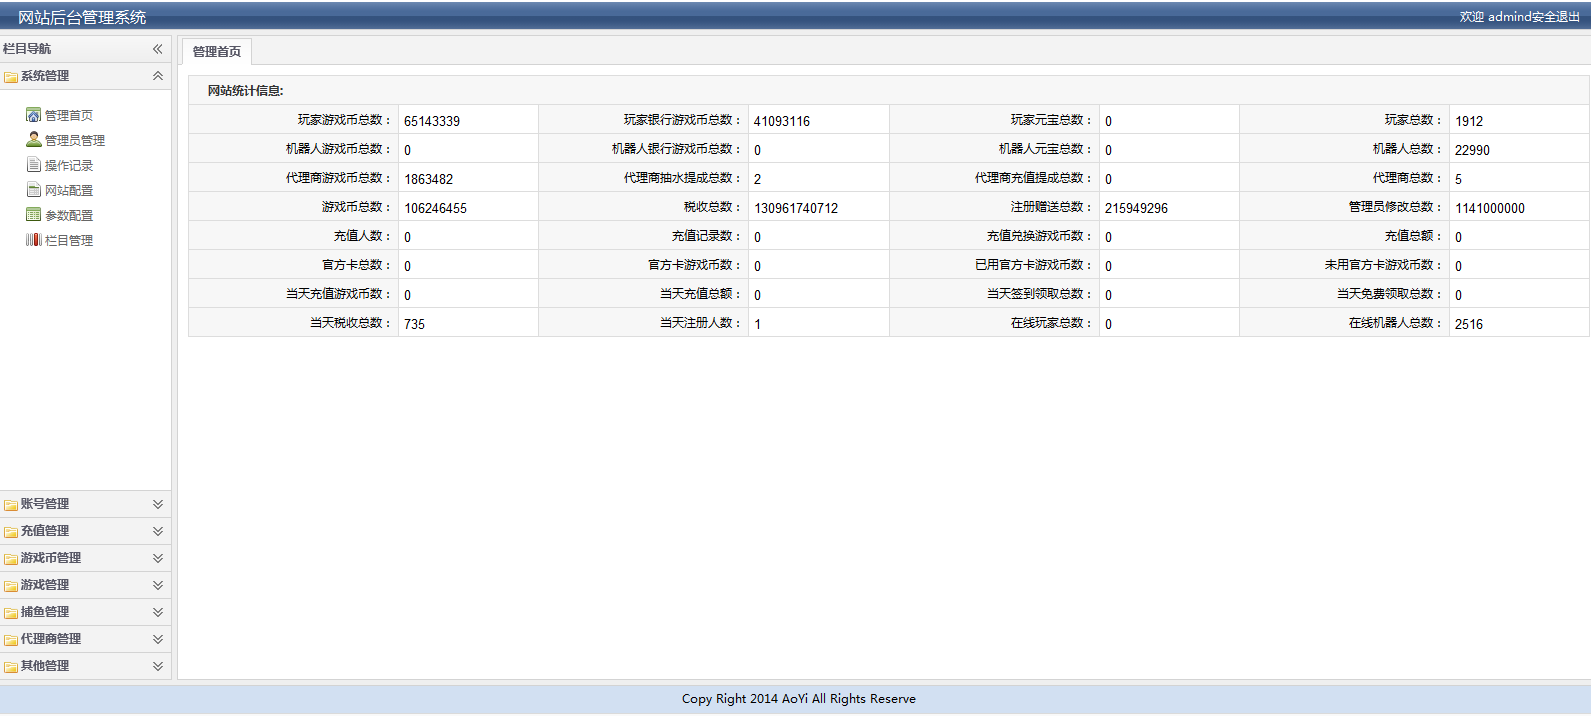 网站后台管理系统
欢迎 admind安全退出
栏目导航
管理首页
系统管理
管理首页
管理员管理
操作记录
网站配置
参数配置
栏目管理
账号管理
充值管理
游戏币管理
游戏管理
捕鱼管理
代理商管理
其他管理
网站统计信息:
玩家游戏币总数： 65143339 玩家银行游戏币总数： 41093116 玩家元宝总数： 0 玩家总数： 1912
机器人游戏币总数： 0 机器人银行游戏币总数： 0 机器人元宝总数： 0 机器人总数： 22990
代理商游戏币总数： 1863482 代理商抽水提成总数： 2 代理商充值提成总数： 0 代理商总数： 5
游戏币总数： 106246455 税收总数： 130961740712 注册赠送总数： 215949296 管理员修改总数： 1141000000
充值人数： 0 充值记录数： 0 充值兑换游戏币数： 0 充值总额： 0
官方卡总数： 0 官方卡游戏币数： 0 已用官方卡游戏币数： 0 未用官方卡游戏币数： 0
当天充值游戏币数： 0 当天充值总额： 0 当天签到领取总数： 0 当天免费领取总数： 0
当天税收总数： 735 当天注册人数： 1 在线玩家总数： 0 在线机器人总数： 2516
Copy Right 2014 AoYi All Rights Reserve